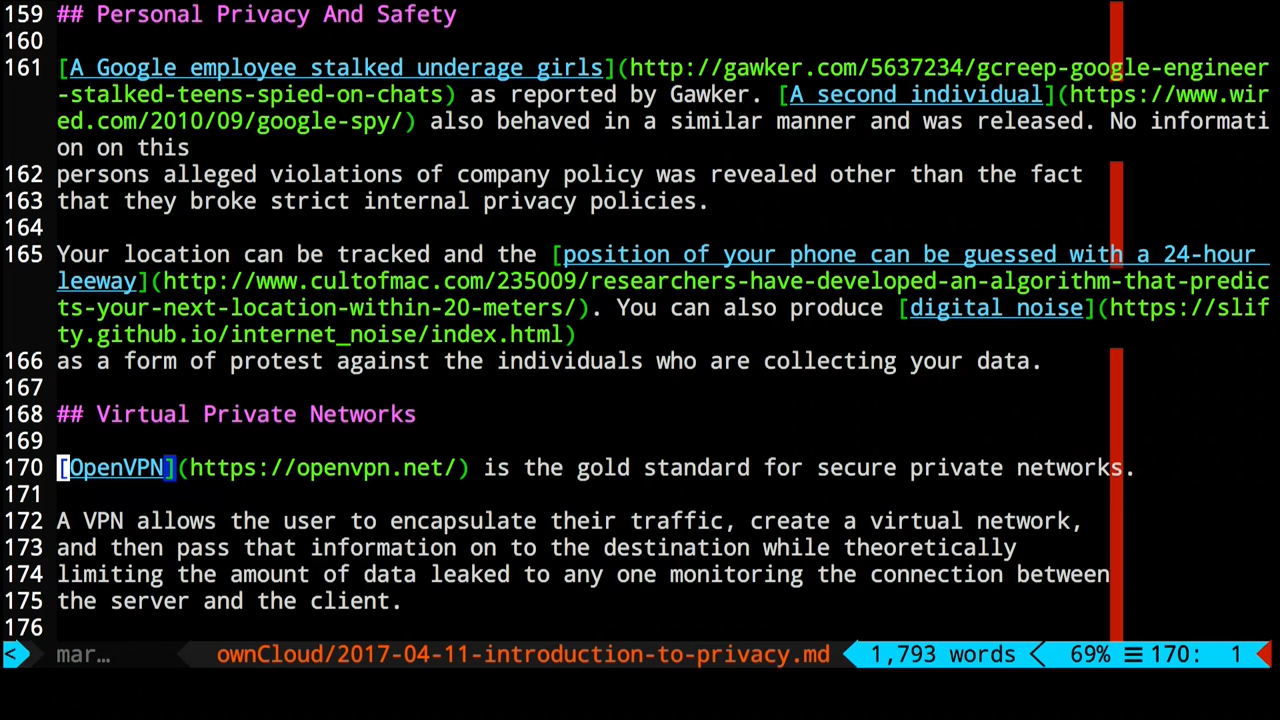 159 ## Personal Privacy And Safety
160
161 [A Google employee stalked underage girls](http://gawker.com/5637234/gcreep-google-engineer
-stalked-teens-spied-on-chats) as reported by Gawker. [A second individual](https://www.wir
ed.com/2010/09/google-spy/) also behaved in a similar manner and was released. No informati
on on this
162 persons alleged violations of company policy was revealed other than the fact
163 that they broke strict internal privacy policies.
164
165 Your location can be tracked and the [position of your phone can be guessed with a 24-hour
leeway](http://www.cultofmac.com/235009/researchers-have-developed-an-algorithm-that-predic
ts-your-next-location-within-20-meters/). You can also produce [digital noise](https://slif
ty.github.io/internet_noise/index.html)
166 as a form of protest against the individuals who are collecting your data.
167
168 ## Virtual Private Networks
169
170 [OpenVPN](https://openvpn.net/) is the gold standard for secure private networks.
171
172 A VPN allows the user to encapsulate their traffic, create a virtual network,
173 and then pass that information on to the destination while theoretically
174 limiting the amount of data leaked to any one monitoring the connection between
175 the server and the client.
176
< mar… ownCloud/2017-04-11-introduction-to-privacy.md 1,793 words 69% ☰ 170: 1